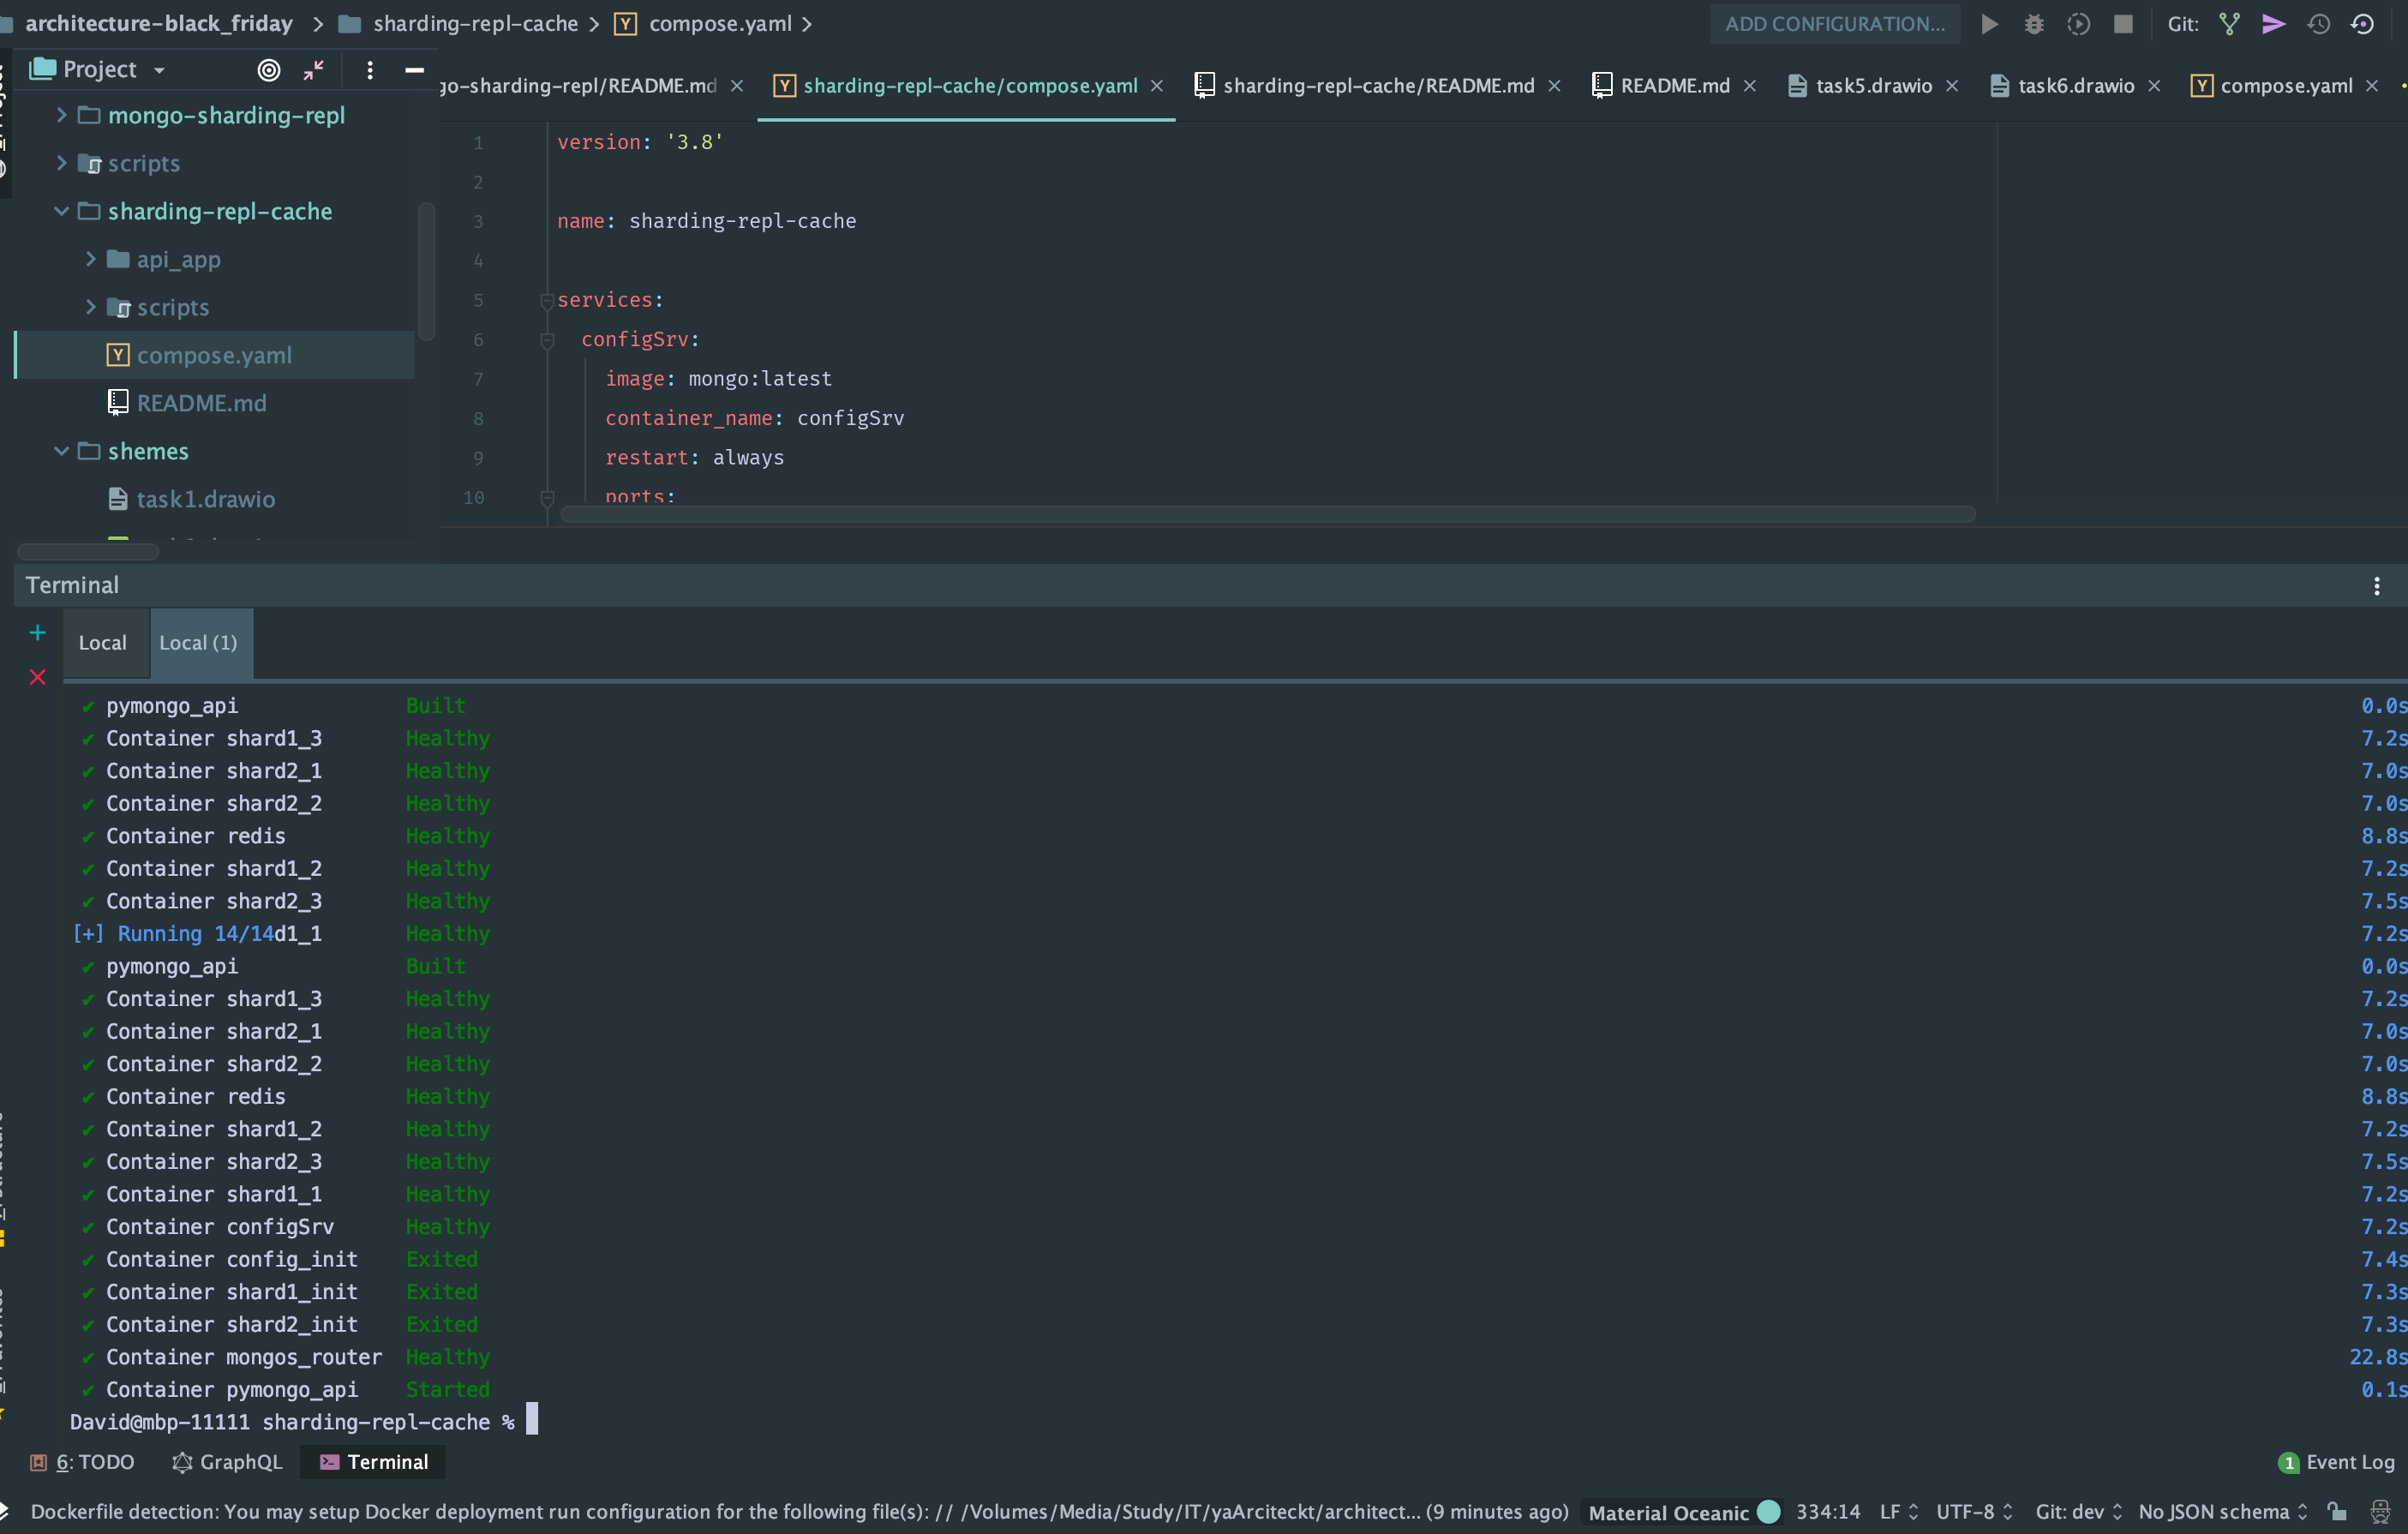 architecture-black_friday sharding-repl-cache compose.yaml ADD CONFIGURATION... Git:
Project
go-sharding-repl/README.md sharding-repl-cache/compose.yaml sharding-repl-cache/README.md README.md task5.drawio task6.drawio compose.yaml
mongo-sharding-repl
scripts
sharding-repl-cache
api_app
scripts
compose.yaml
README.md
shemes
task1.drawio
1 version: '3.8'
2
3 name: sharding-repl-cache
4
5 services:
6 configSrv:
7 image: mongo:latest
8 container_name: configSrv
9 restart: always
10 ports:
Terminal
Local Local (1)
✔ pymongo_api Built 0.0s
✔ Container shard1_3 Healthy 7.2s
✔ Container shard2_1 Healthy 7.0s
✔ Container shard2_2 Healthy 7.0s
✔ Container redis Healthy 8.8s
✔ Container shard1_2 Healthy 7.2s
✔ Container shard2_3 Healthy 7.5s
[+] Running 14/14d1_1 Healthy 7.2s
✔ pymongo_api Built 0.0s
✔ Container shard1_3 Healthy 7.2s
✔ Container shard2_1 Healthy 7.0s
✔ Container shard2_2 Healthy 7.0s
✔ Container redis Healthy 8.8s
✔ Container shard1_2 Healthy 7.2s
✔ Container shard2_3 Healthy 7.5s
✔ Container shard1_1 Healthy 7.2s
✔ Container configSrv Healthy 7.2s
✔ Container config_init Exited 7.4s
✔ Container shard1_init Exited 7.3s
✔ Container shard2_init Exited 7.3s
✔ Container mongos_router Healthy 22.8s
✔ Container pymongo_api Started 0.1s
David@mbp-11111 sharding-repl-cache %
6: TODO GraphQL Terminal 1 Event Log
Dockerfile detection: You may setup Docker deployment run configuration for the following file(s): // /Volumes/Media/Study/IT/yaArciteckt/architect... (9 minutes ago) Material Oceanic 334:14 LF UTF-8 Git: dev No JSON schema